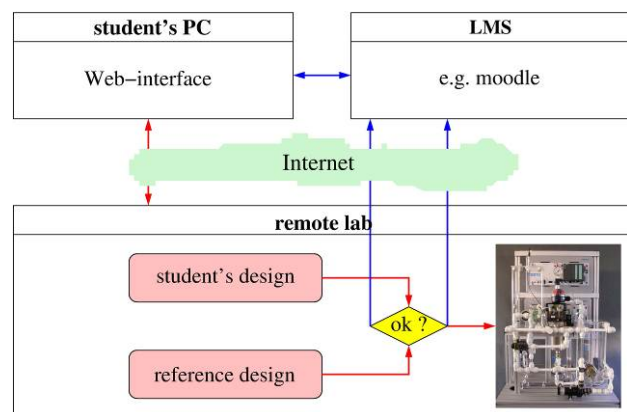 student's PC
Web−interface
LMS
e.g. moodle
Internet
remote lab
student's design
ok ?
reference design